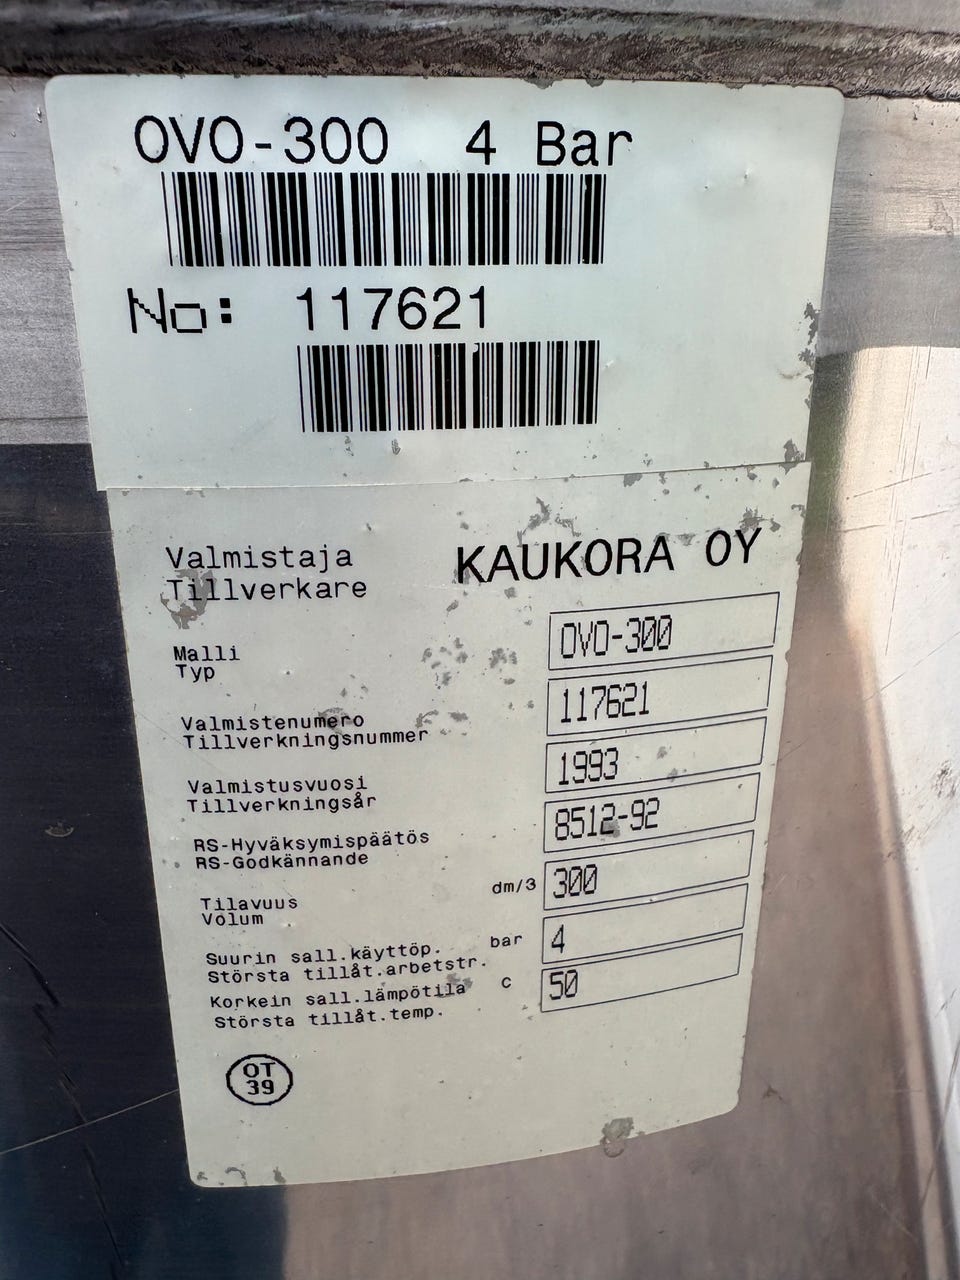 OVO-300 4 Bar
No: 117621
Valmistaja
Tillverkare
KAUKORA OY
Malli
Typ
OVO-300
Valmistenumero
Tillverkningsnummer
117621
Valmistusvuosi
Tillverkningsår
1993
RS-Hyväksymispäätös
RS-Godkännande
8512-92
Tilavuus
Volum
dm/3 300
Suurin sall.käyttöp.
Största tillåt.arbetstr.
bar 4
Korkein sall.lämpötila
Största tillåt.temp.
C 50
OT
39